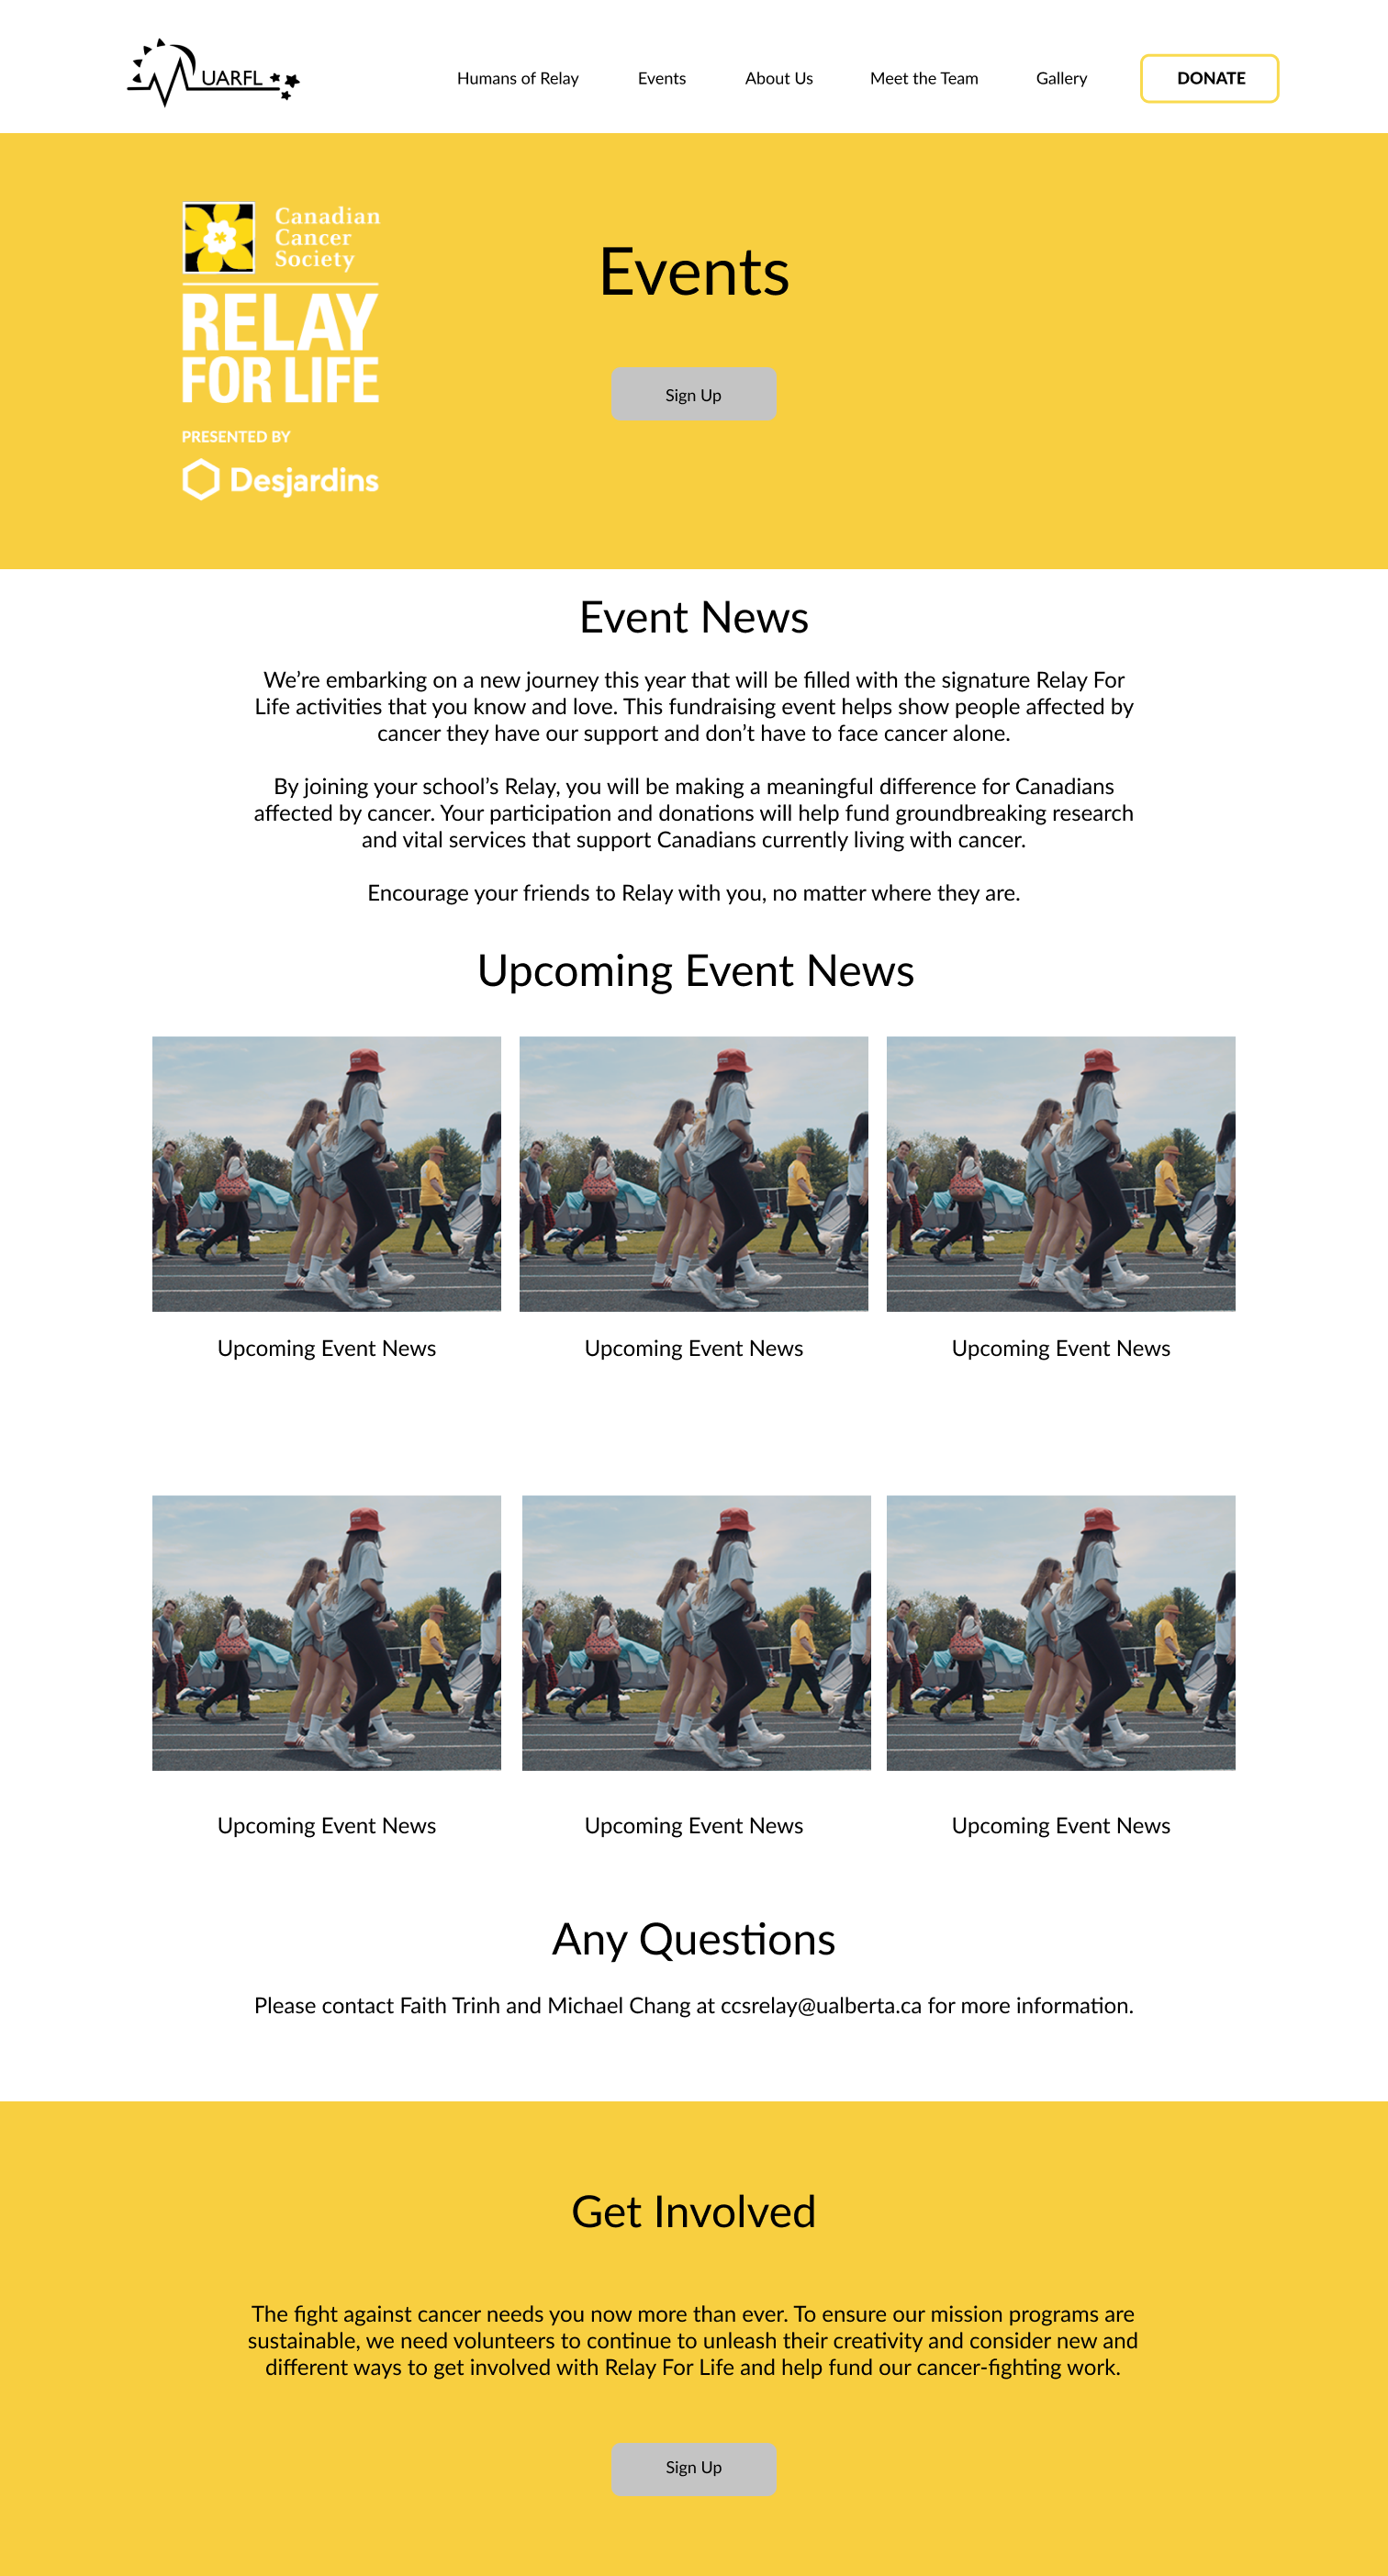 UARFL
Humans of Relay
Events
About Us
Meet the Team
Gallery
DONATE
Canadian
Cancer
Society
RELAY
FOR LIFE
PRESENTED BY
Desjardins
Events
Sign Up
Event News
We’re embarking on a new journey this year that will be filled with the signature Relay For
Life activities that you know and love. This fundraising event helps show people affected by
cancer they have our support and don’t have to face cancer alone.
By joining your school’s Relay, you will be making a meaningful difference for Canadians
affected by cancer. Your participation and donations will help fund groundbreaking research
and vital services that support Canadians currently living with cancer.
Encourage your friends to Relay with you, no matter where they are.
Upcoming Event News
Upcoming Event News
Upcoming Event News
Upcoming Event News
Upcoming Event News
Upcoming Event News
Upcoming Event News
Any Questions
Please contact Faith Trinh and Michael Chang at ccsrelay@ualberta.ca for more information.
Get Involved
The fight against cancer needs you now more than ever. To ensure our mission programs are
sustainable, we need volunteers to continue to unleash their creativity and consider new and
different ways to get involved with Relay For Life and help fund our cancer-fighting work.
Sign Up